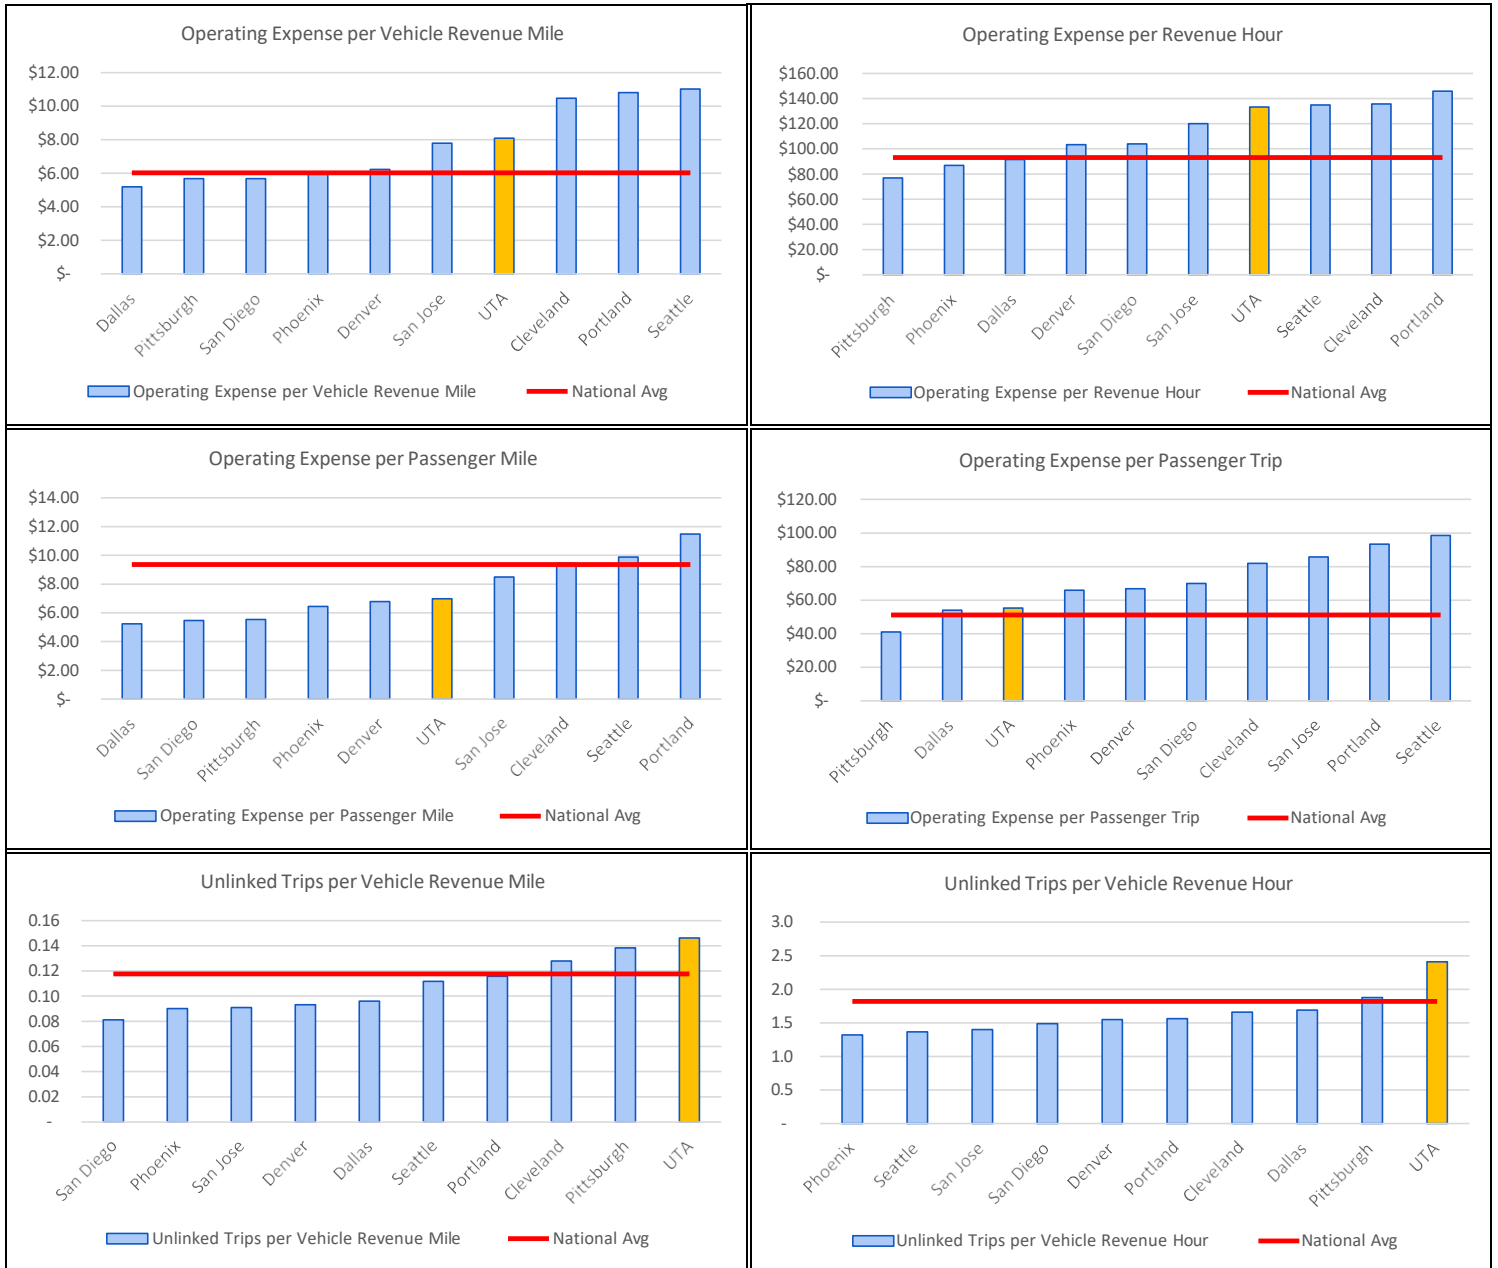 Operating Expense per Vehicle Revenue Mile
$12.00
$10.00
$8.00
$6.00
$4.00
$2.00
$-
Dallas
Pittsburgh
San Diego
Phoenix
Denver
San Jose
UTA
Cleveland
Portland
Seattle
Operating Expense per Vehicle Revenue Mile
National Avg
Operating Expense per Revenue Hour
$160.00
$140.00
$120.00
$100.00
$80.00
$60.00
$40.00
$20.00
$-
Pittsburgh
Phoenix
Dallas
Denver
San Diego
San Jose
UTA
Seattle
Cleveland
Portland
Operating Expense per Revenue Hour
National Avg
Operating Expense per Passenger Mile
$14.00
$12.00
$10.00
$8.00
$6.00
$4.00
$2.00
$-
Dallas
San Diego
Pittsburgh
Phoenix
Denver
UTA
San Jose
Cleveland
Seattle
Portland
Operating Expense per Passenger Mile
National Avg
Operating Expense per Passenger Trip
$120.00
$100.00
$80.00
$60.00
$40.00
$20.00
$-
Pittsburgh
Dallas
UTA
Phoenix
Denver
San Diego
Cleveland
San Jose
Portland
Seattle
Operating Expense per Passenger Trip
National Avg
Unlinked Trips per Vehicle Revenue Mile
0.16
0.14
0.12
0.10
0.08
0.06
0.04
0.02
-
San Diego
Phoenix
San Jose
Denver
Dallas
Seattle
Portland
Cleveland
Pittsburgh
UTA
Unlinked Trips per Vehicle Revenue Mile
National Avg
Unlinked Trips per Vehicle Revenue Hour
3.0
2.5
2.0
1.5
1.0
0.5
-
Phoenix
Seattle
San Jose
San Diego
Denver
Portland
Cleveland
Dallas
Pittsburgh
UTA
Unlinked Trips per Vehicle Revenue Hour
National Avg